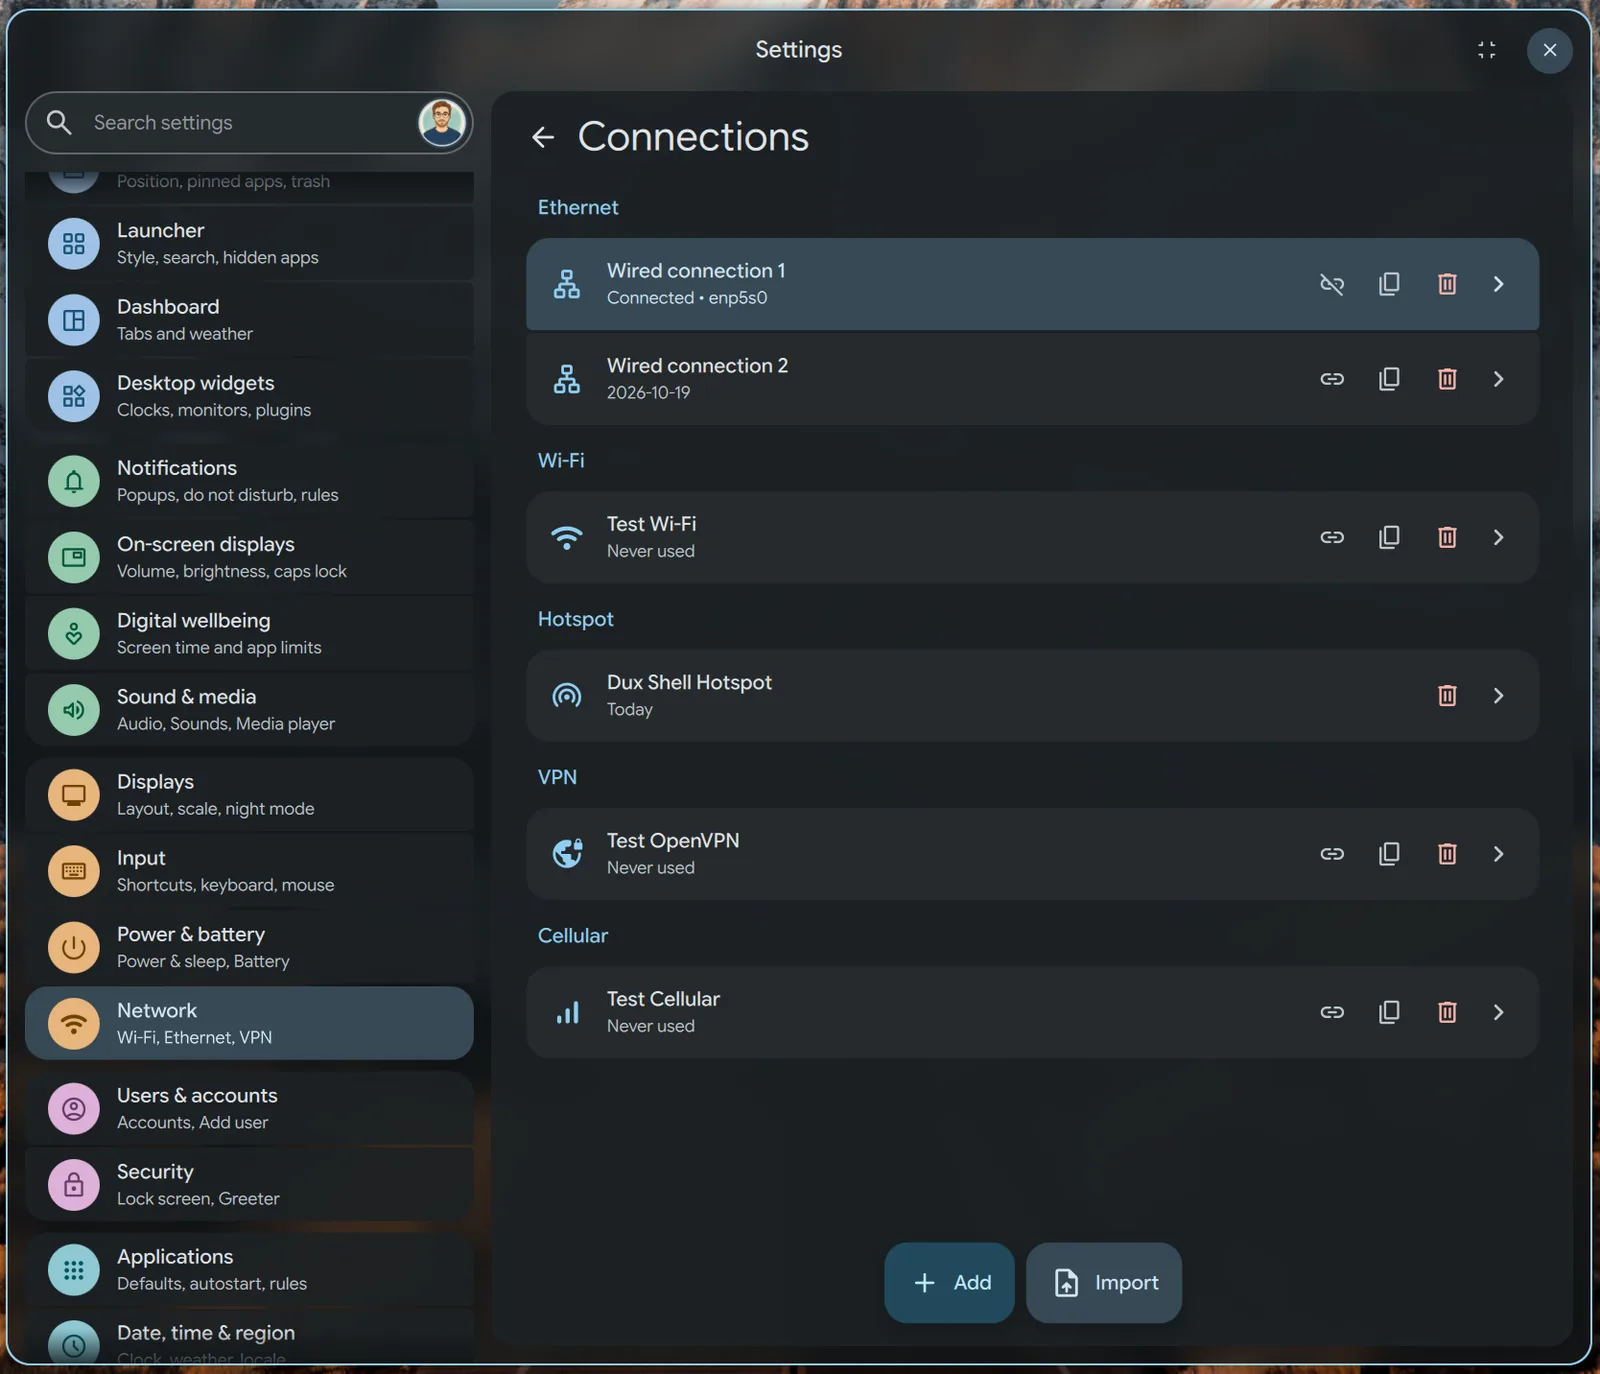 Settings
Search settings
Position, pinned apps, trash
Launcher
Style, search, hidden apps
Dashboard
Tabs and weather
Desktop widgets
Clocks, monitors, plugins
Notifications
Popups, do not disturb, rules
On-screen displays
Volume, brightness, caps lock
Digital wellbeing
Screen time and app limits
Sound & media
Audio, Sounds, Media player
Displays
Layout, scale, night mode
Input
Shortcuts, keyboard, mouse
Power & battery
Power & sleep, Battery
Network
Wi-Fi, Ethernet, VPN
Users & accounts
Accounts, Add user
Security
Lock screen, Greeter
Applications
Defaults, autostart, rules
Date, time & region
Clock, weather, locale
Connections
Ethernet
Wired connection 1
Connected • enp5s0
Wired connection 2
2026-10-19
Wi-Fi
Test Wi-Fi
Never used
Hotspot
Dux Shell Hotspot
Today
VPN
Test OpenVPN
Never used
Cellular
Test Cellular
Never used
Add
Import